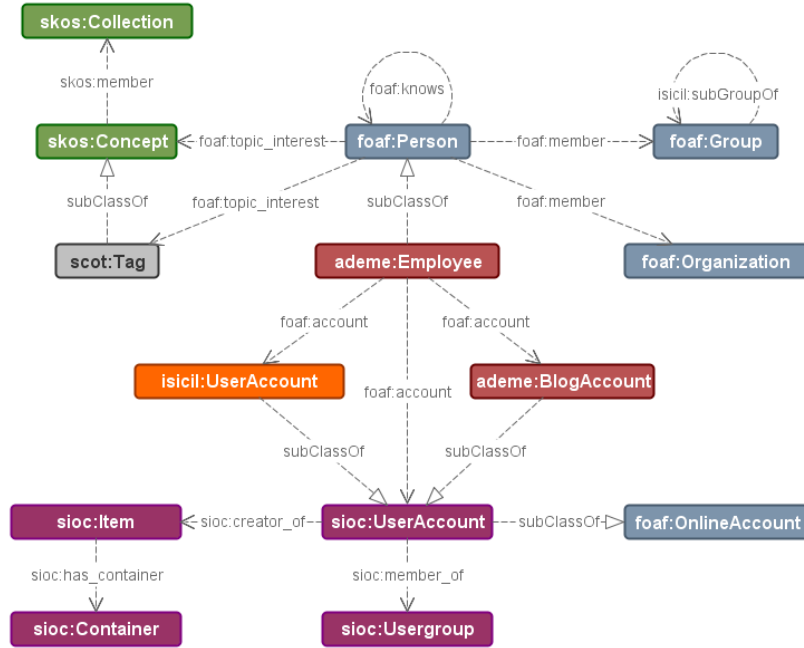 skos:Collection
skos:member
foaf:knows
isicil:subGroupOf
skos:Concept
foaf:topic_interest
foaf:Person
foaf:member
foaf:Group
subClassOf
foaf:topic_interest
subClassOf
foaf:member
scot:Tag
ademe:Employee
foaf:Organization
foaf:account
foaf:account
isicil:UserAccount
foaf:account
ademe:BlogAccount
subClassOf
subClassOf
sioc:Item
sioc:creator_of
sioc:UserAccount
subClassOf
foaf:OnlineAccount
sioc:has_container
sioc:member_of
sioc:Container
sioc:Usergroup